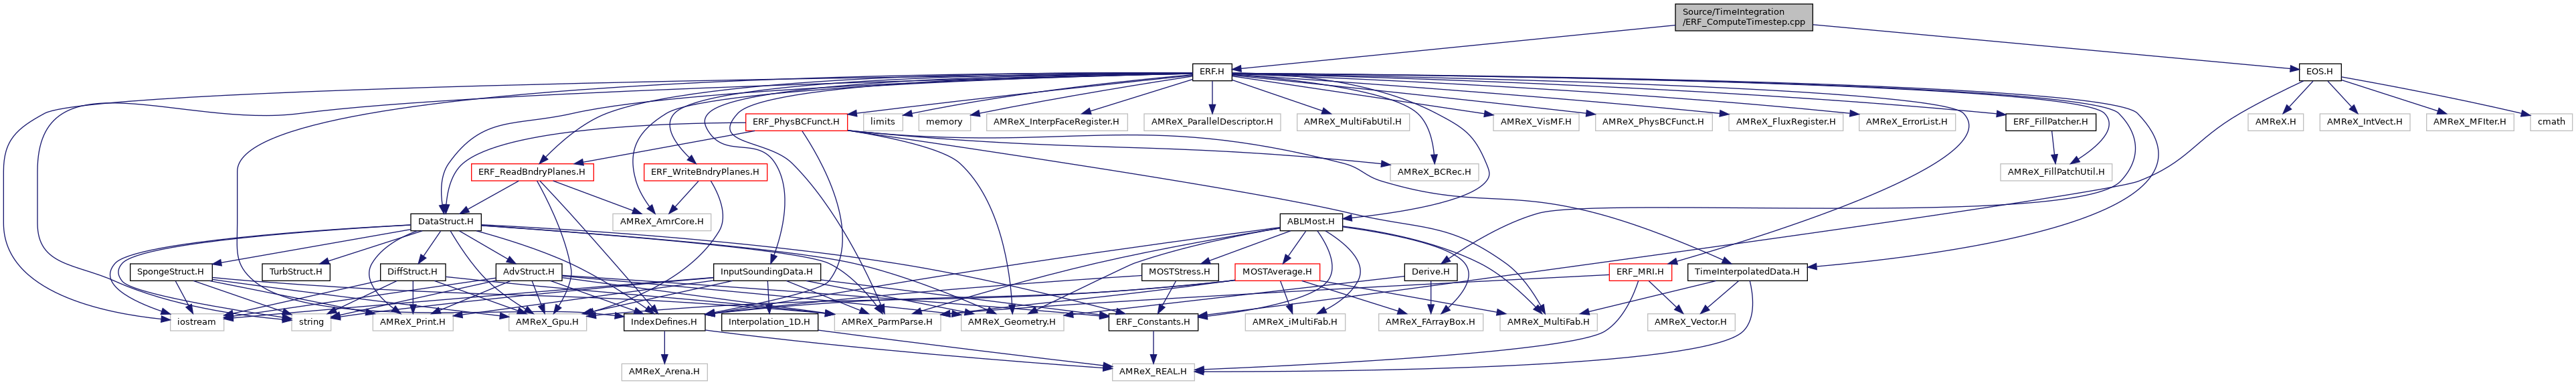 Source/TimeIntegration
/ERF_ComputeTimestep.cpp
ERF.H
EOS.H
ERF_PhysBCFunct.H
limits
memory
AMReX_InterpFaceRegister.H
AMReX_ParallelDescriptor.H
AMReX_MultiFabUtil.H
AMReX_VisMF.H
AMReX_PhysBCFunct.H
AMReX_FluxRegister.H
AMReX_ErrorList.H
ERF_FillPatcher.H
AMReX.H
AMReX_IntVect.H
AMReX_MFIter.H
cmath
ERF_ReadBndryPlanes.H
ERF_WriteBndryPlanes.H
AMReX_BCRec.H
AMReX_FillPatchUtil.H
DataStruct.H
AMReX_AmrCore.H
ABLMost.H
SpongeStruct.H
TurbStruct.H
DiffStruct.H
AdvStruct.H
InputSoundingData.H
MOSTStress.H
MOSTAverage.H
Derive.H
ERF_MRI.H
TimeInterpolatedData.H
iostream
string
AMReX_Print.H
AMReX_Gpu.H
IndexDefines.H
Interpolation_1D.H
AMReX_ParmParse.H
AMReX_Geometry.H
ERF_Constants.H
AMReX_iMultiFab.H
AMReX_FArrayBox.H
AMReX_MultiFab.H
AMReX_Vector.H
AMReX_Arena.H
AMReX_REAL.H